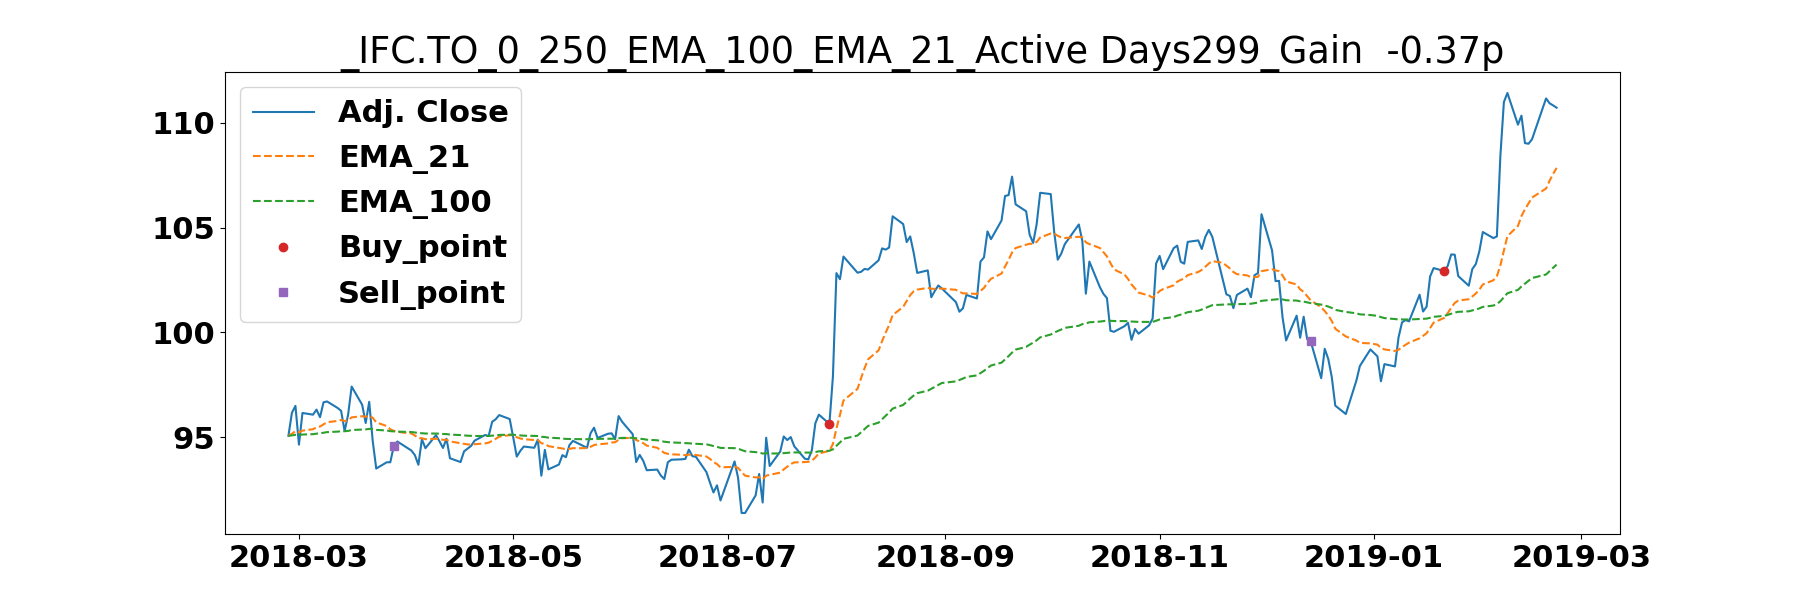 _IFC.TO_0_250_EMA_100_EMA_21_Active Days299_Gain  -0.37p
Adj. Close
EMA_21
EMA_100
Buy_point
Sell_point
110
105
100
95
2018-03 2018-05 2018-07 2018-09 2018-11 2019-01 2019-03